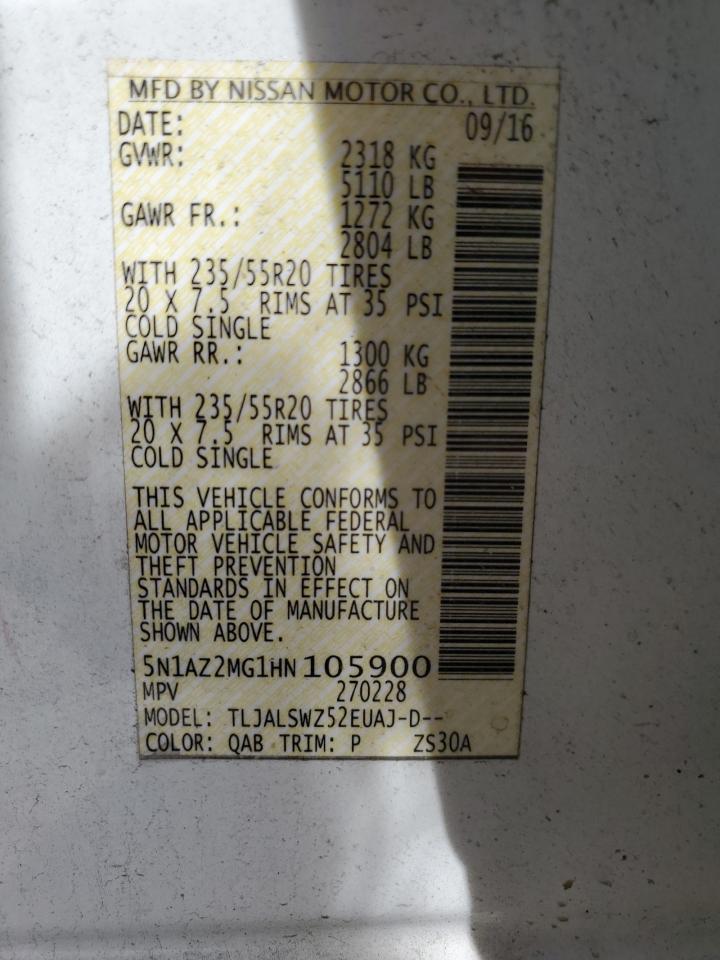 MFD BY NISSAN MOTOR CO., LTD.
DATE: 09/16
GVWR: 2318 KG
5110 LB
GAWR FR.: 1272 KG
2804 LB
WITH 235/55R20 TIRES
20 X 7.5 RIMS AT 35 PSI
COLD SINGLE
GAWR RR.: 1300 KG
2866 LB
WITH 235/55R20 TIRES
20 X 7.5 RIMS AT 35 PSI
COLD SINGLE
THIS VEHICLE CONFORMS TO
ALL APPLICABLE FEDERAL
MOTOR VEHICLE SAFETY AND
THEFT PREVENTION
STANDARDS IN EFFECT ON
THE DATE OF MANUFACTURE
SHOWN ABOVE.
5N1AZ2MG1HN105900
MPV 270228
MODEL: TLJALSWZ52EUAJ-D--
COLOR: QAB TRIM: P ZS30A